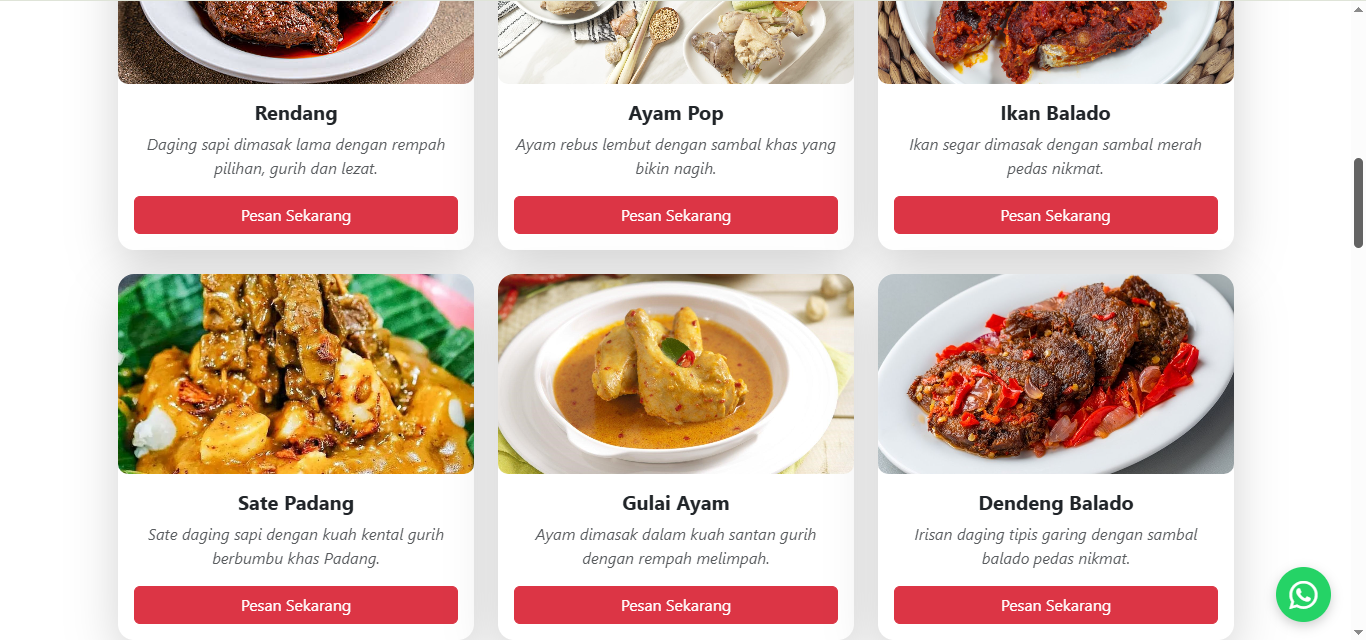 Rendang
Daging sapi dimasak lama dengan rempah
pilihan, gurih dan lezat.
Pesan Sekarang
Ayam Pop
Ayam rebus lembut dengan sambal khas yang
bikin nagih.
Pesan Sekarang
Ikan Balado
Ikan segar dimasak dengan sambal merah
pedas nikmat.
Pesan Sekarang
Sate Padang
Sate daging sapi dengan kuah kental gurih
berbumbu khas Padang.
Pesan Sekarang
Gulai Ayam
Ayam dimasak dalam kuah santan gurih
dengan rempah melimpah.
Pesan Sekarang
Dendeng Balado
Irisan daging tipis garing dengan sambal
balado pedas nikmat.
Pesan Sekarang